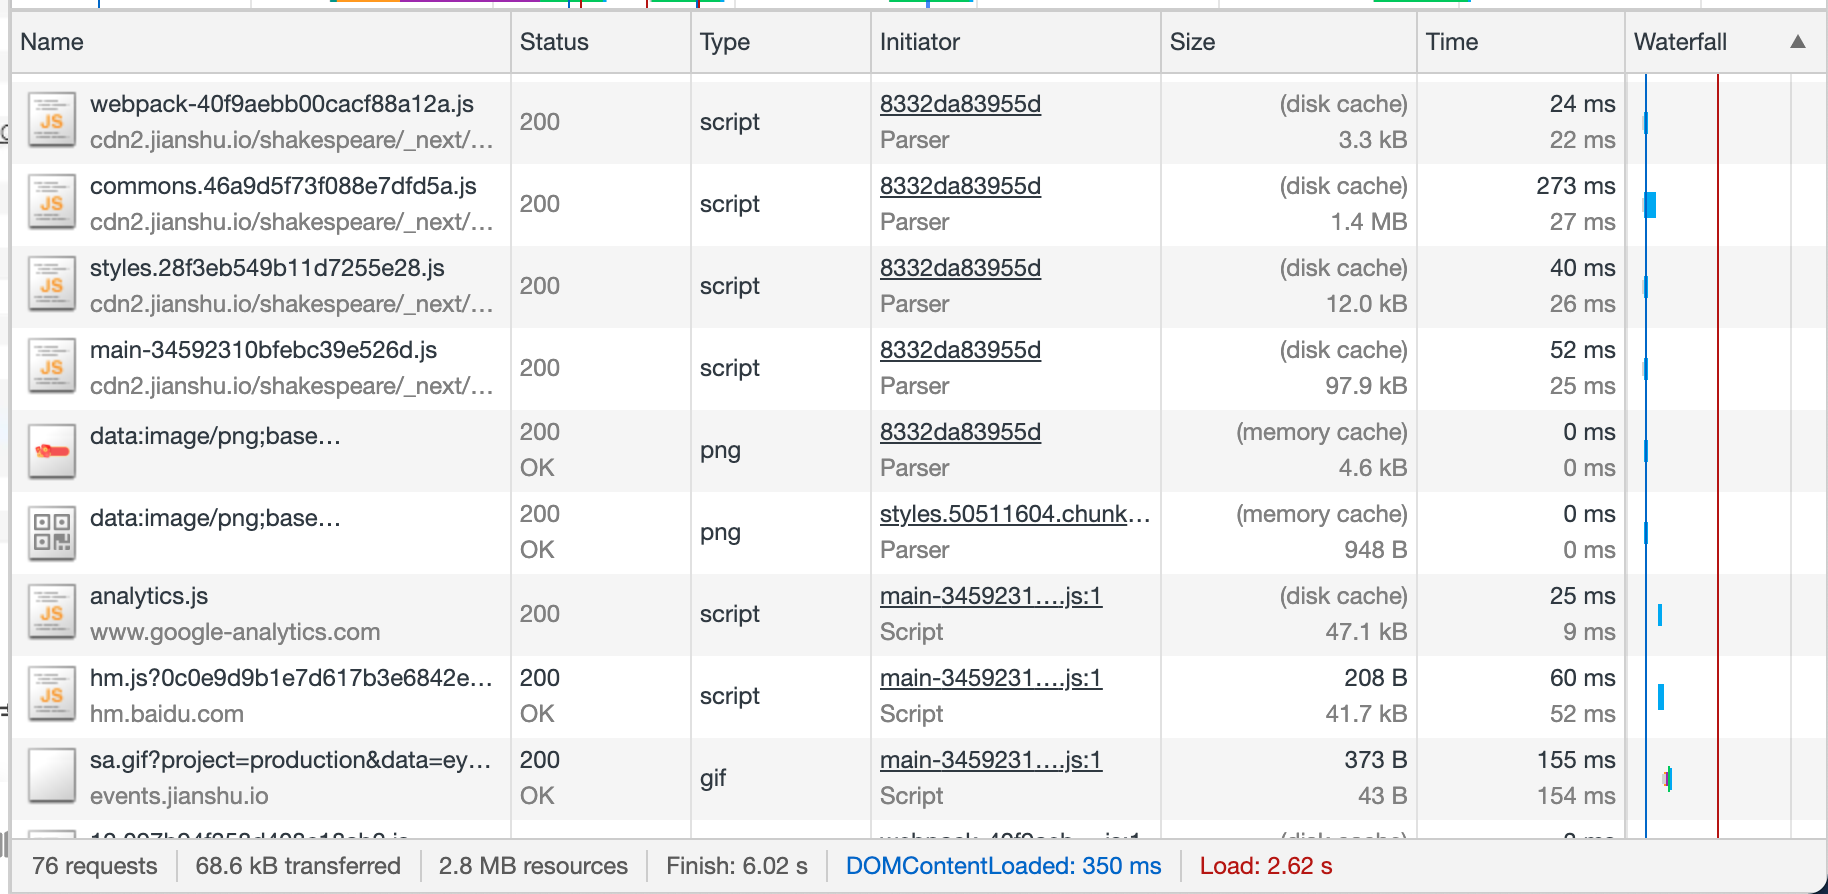 Name Status Type Initiator Size Time Waterfall ▲
webpack-40f9aebb00cacf88a12a.js 8332da83955d (disk cache) 24 ms
JS 200 script
cdn2.jianshu.io/shakespeare/_next/... Parser 3.3 kB 22 ms
commons.46a9d5f73f088e7dfd5a.js 8332da83955d (disk cache) 273 ms
JS 200 script
cdn2.jianshu.io/shakespeare/_next/... Parser 1.4 MB 27 ms
styles.28f3eb549b11d7255e28.js 8332da83955d (disk cache) 40 ms
JS 200 script
cdn2.jianshu.io/shakespeare/_next/... Parser 12.0 kB 26 ms
main-34592310bfebc39e526d.js 8332da83955d (disk cache) 52 ms
JS 200 script
cdn2.jianshu.io/shakespeare/_next/... Parser 97.9 kB 25 ms
data:image/png;base... 200 8332da83955d (memory cache) 0 ms
png
OK Parser 4.6 kB 0 ms
data:image/png;base... 200 styles.50511604.chunk... (memory cache) 0 ms
png
OK Parser 948 B 0 ms
analytics.js main-3459231....js:1 (disk cache) 25 ms
JS 200 script
www.google-analytics.com Script 47.1 kB 9 ms
hm.js?0c0e9d9b1e7d617b3e6842e... 200 main-3459231....js:1 208 B 60 ms
JS script
hm.baidu.com OK Script 41.7 kB 52 ms
sa.gif?project=production&data=ey... 200 main-3459231....js:1 373 B 155 ms
gif
events.jianshu.io OK Script 43 B 154 ms
76 requests 68.6 kB transferred 2.8 MB resources Finish: 6.02 s DOMContentLoaded: 350 ms Load: 2.62 s